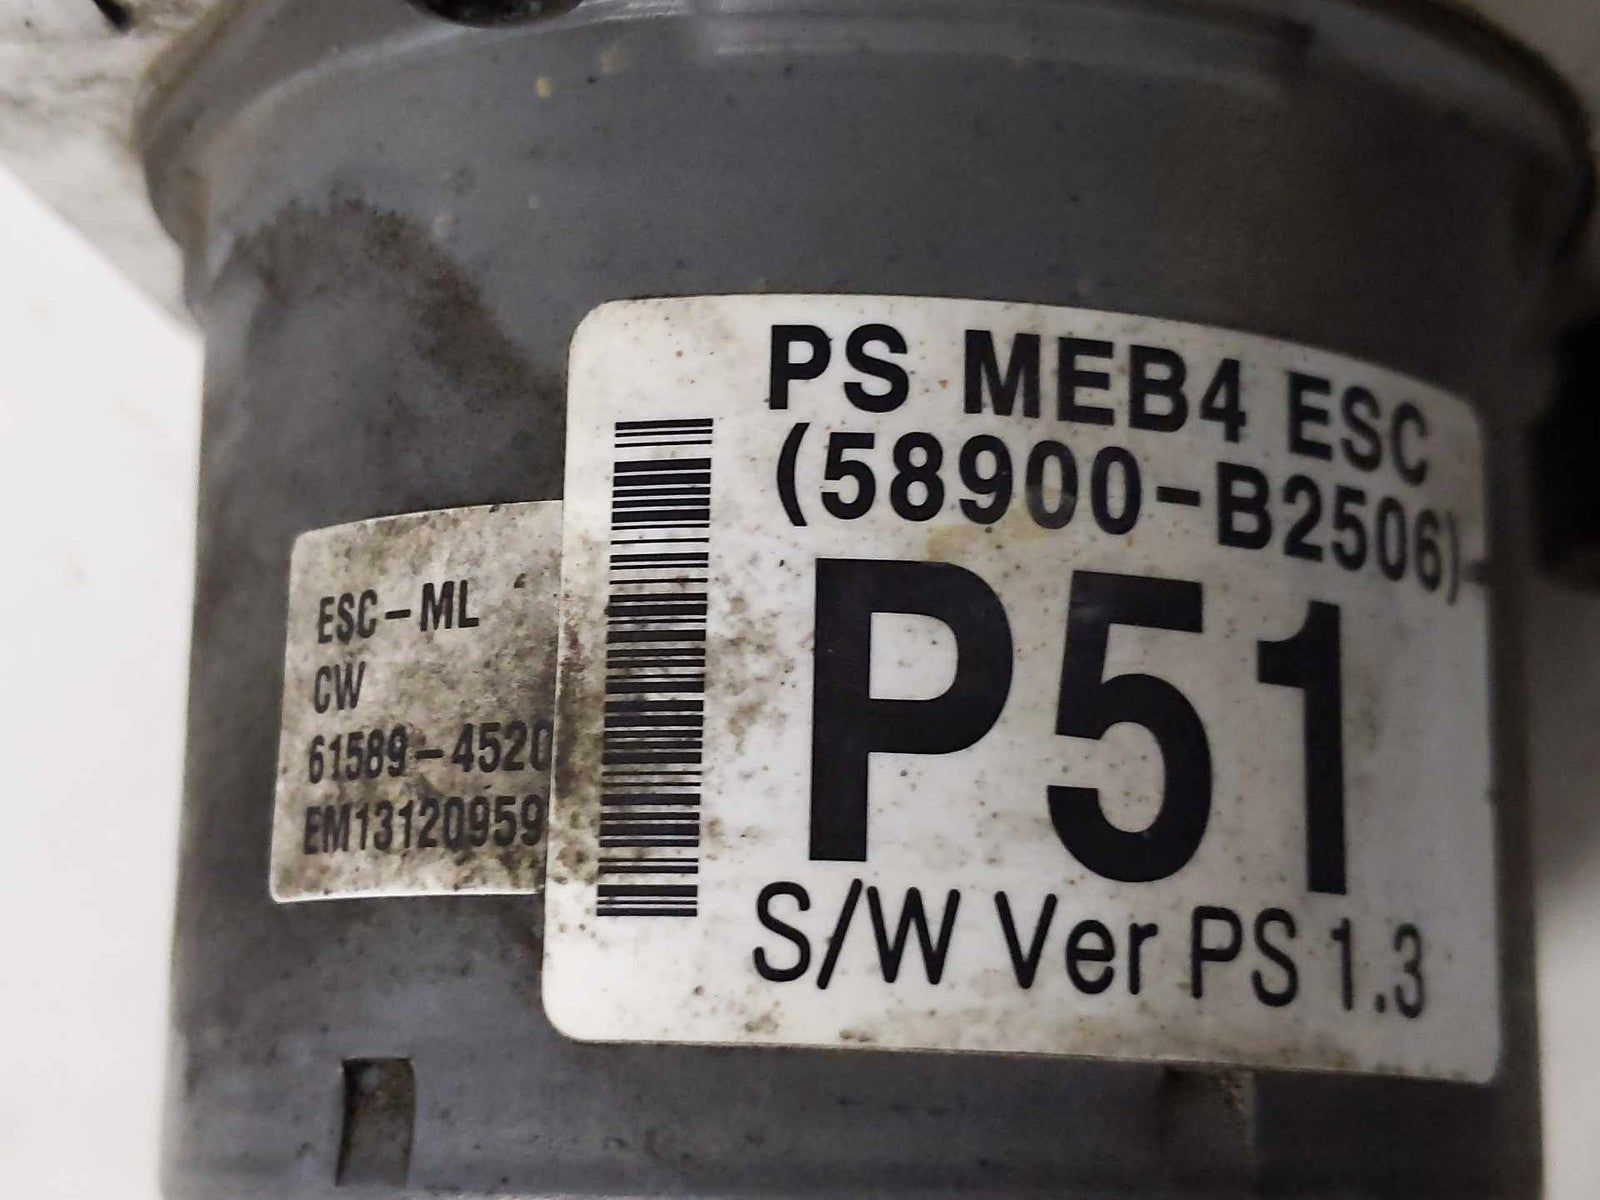 PS MEB4 ESC
(58900-B2506)
P51
S/W Ver PS 1.3
ESC-ML
CW
61589-4520
EM13120959